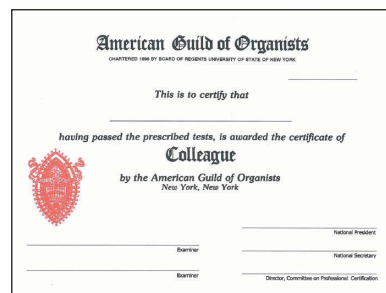 American Guild of Organists
CHARTERED 1896 BY BOARD OF REGENTS UNIVERSITY OF STATE OF NEW YORK
This is to certify that
having passed the prescribed tests, is awarded the certificate of
Colleague
by the American Guild of Organists
New York, New York
National President
Examiner
National Secretary
Examiner
Director, Committee on Professional Certification